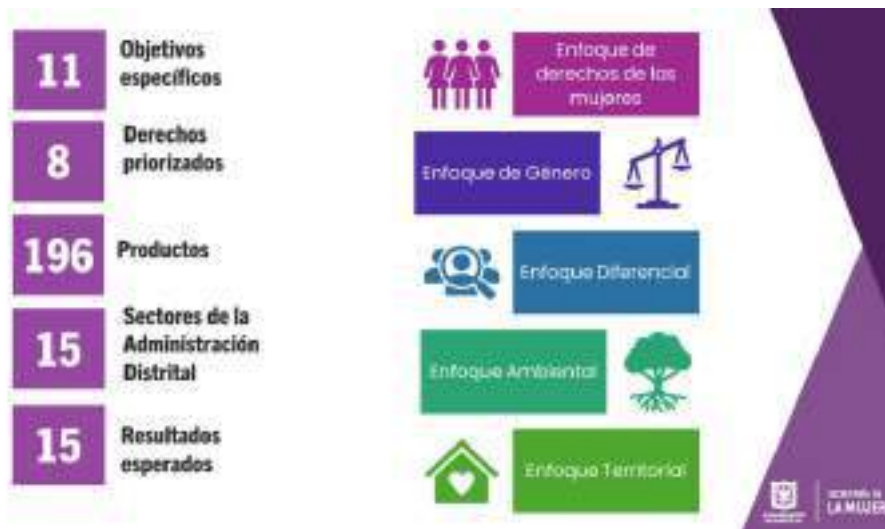 11
Objetivos
específicos
8
Derechos
priorizados
196
Productos
15
Sectores de la
Administración
Distrital
15
Resultados
esperados
Enfoque de
derechos de las
mujeres
Enfoque de Género
Enfoque Diferencial
Enfoque Ambiental
Enfoque Territorial
LA MUJER